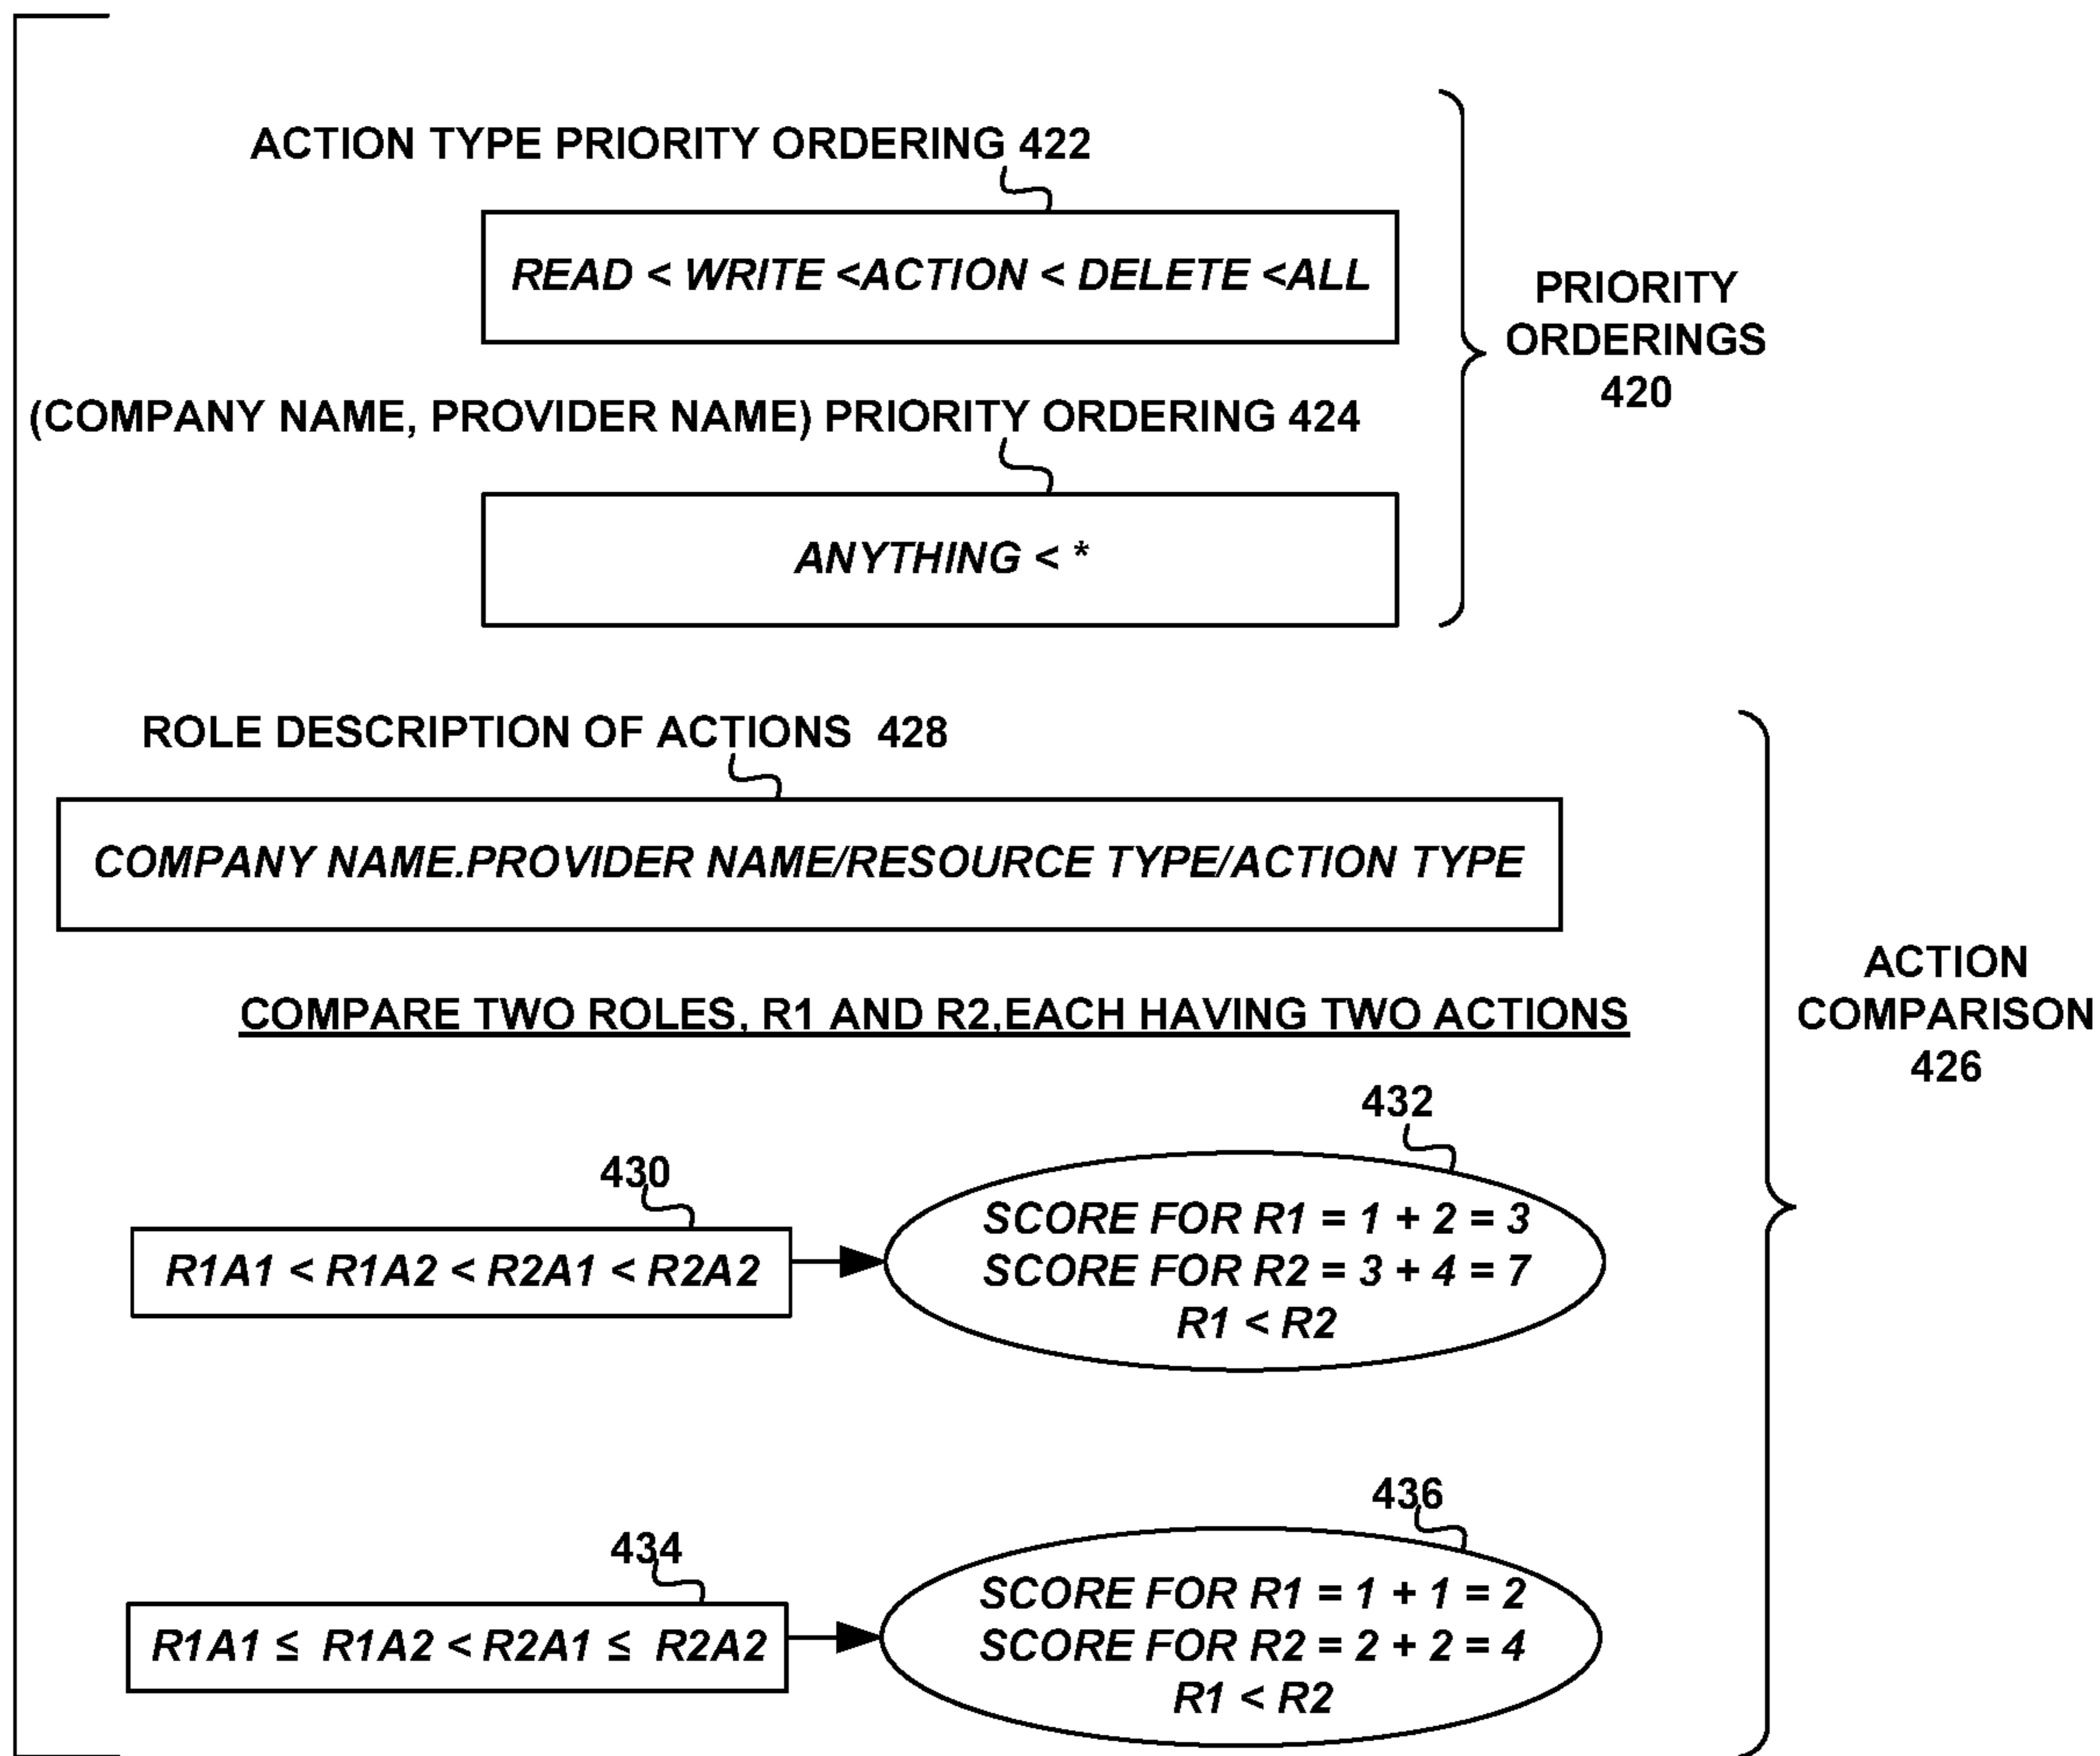 ACTION TYPE PRIORITY ORDERING 422
READ < WRITE <ACTION < DELETE <ALL
(COMPANY NAME, PROVIDER NAME) PRIORITY ORDERING 424
ANYTHING < *
PRIORITY
ORDERINGS
420
ROLE DESCRIPTION OF ACTIONS 428
COMPANY NAME.PROVIDER NAME/RESOURCE TYPE/ACTION TYPE
COMPARE TWO ROLES, R1 AND R2,EACH HAVING TWO ACTIONS
ACTION
COMPARISON
426
430
R1A1 < R1A2 < R2A1 < R2A2
432
SCORE FOR R1 = 1 + 2 = 3
SCORE FOR R2 = 3 + 4 = 7
R1 < R2
434
R1A1 ≤ R1A2 < R2A1 ≤ R2A2
436
SCORE FOR R1 = 1 + 1 = 2
SCORE FOR R2 = 2 + 2 = 4
R1 < R2